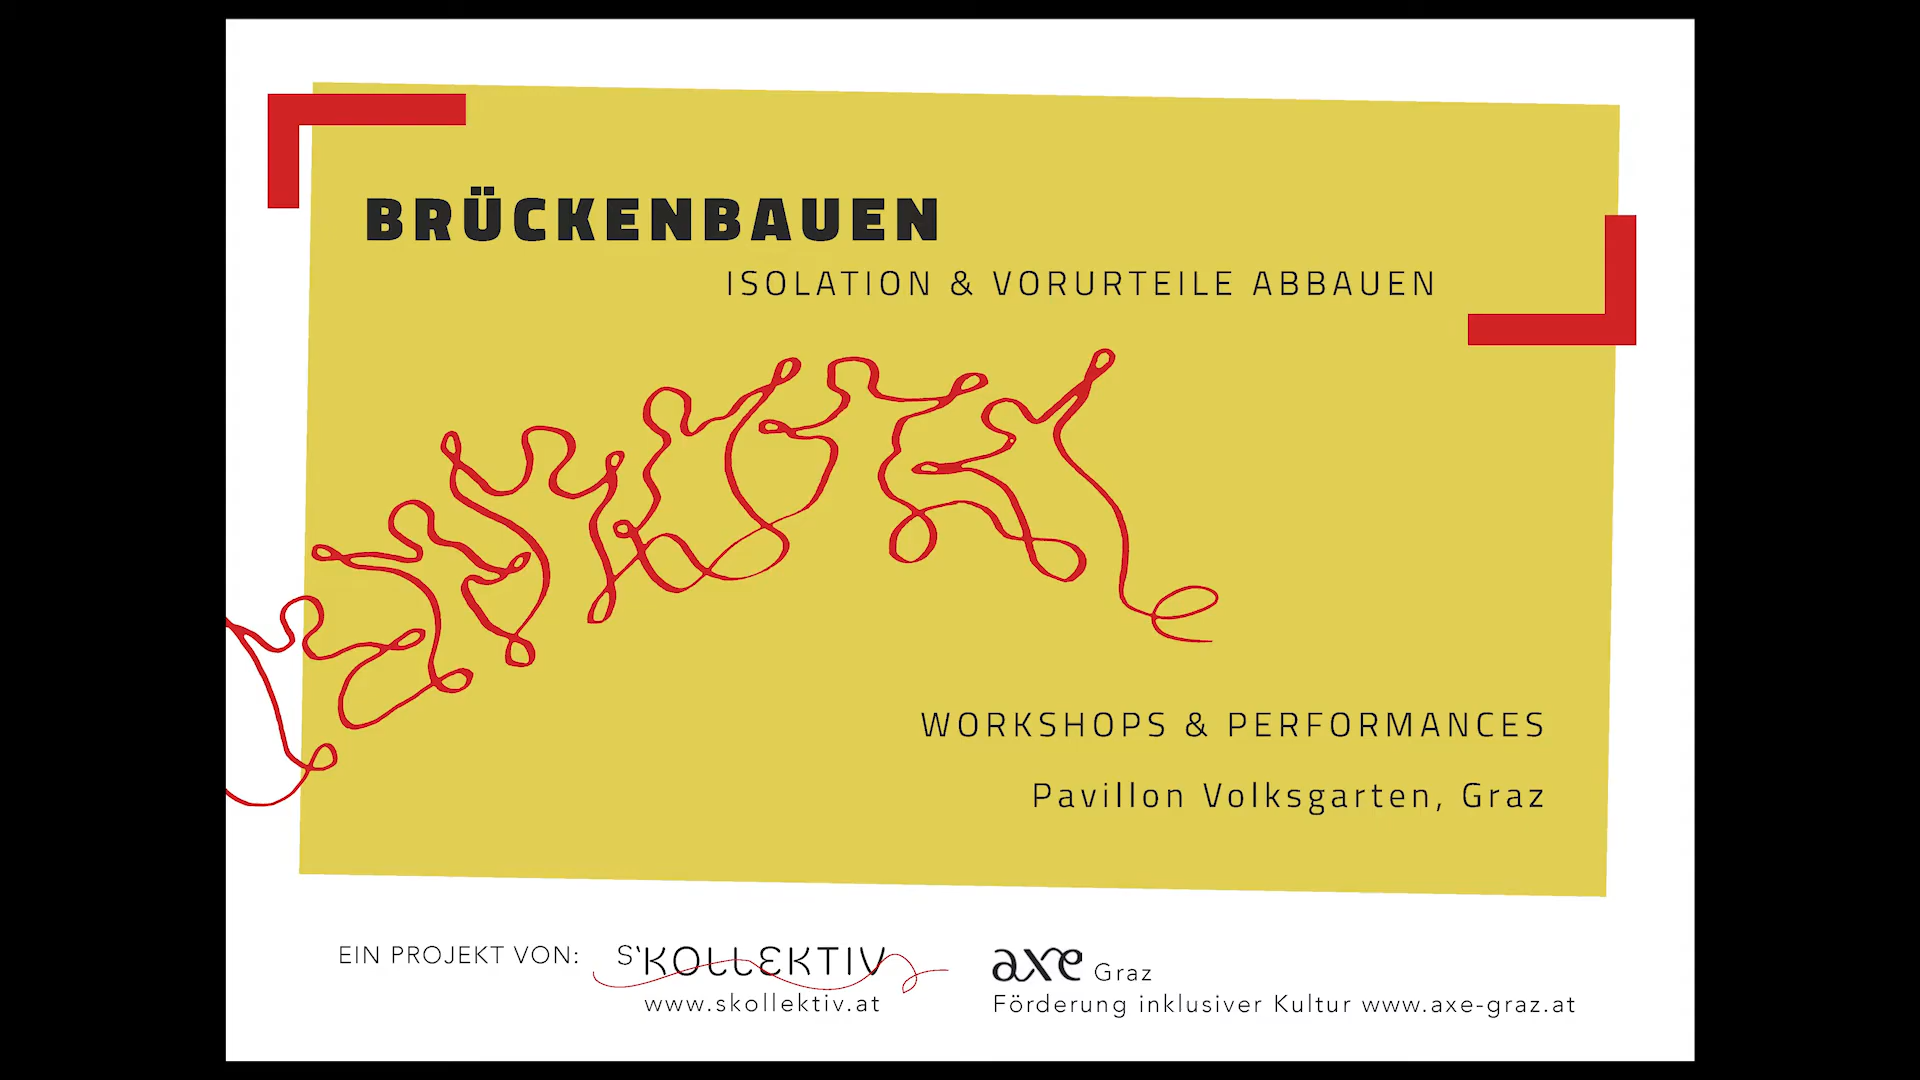 BRÜCKENBAUEN
ISOLATION & VORURTEILE ABBAUEN
WORKSHOPS & PERFORMANCES
Pavillon Volksgarten, Graz
EIN PROJEKT VON:
S'KOLLEKTIV
www.skollektiv.at
axe Graz
Förderung inklusiver Kultur www.axe-graz.at